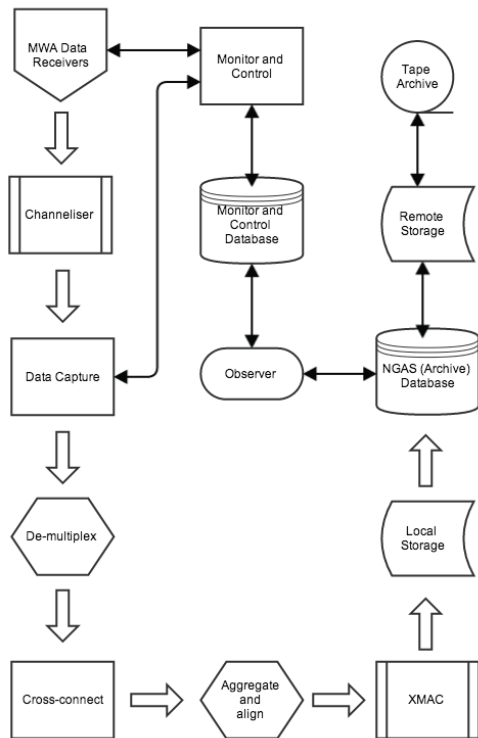 MWA Data
Receivers
Monitor and
Control
Tape
Archive
Channeliser
Monitor and
Control
Database
Remote
Storage
Data Capture
Observer
NGAS (Archive)
Database
De-multiplex
Local
Storage
Cross-connect
Aggregate
and
align
XMAC